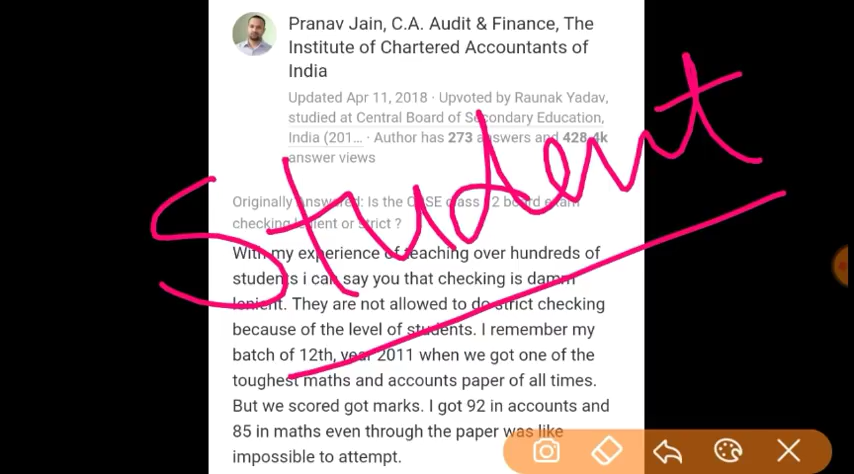 Pranav Jain, C.A. Audit & Finance, The
Institute of Chartered Accountants of
India
Updated Apr 11, 2018 · Upvoted by Raunak Yadav,
studied at Central Board of Secondary Education,
India (201... · Author has 273 answers and 428.4k
answer views
Student
Originally Answered: Is the CBSE class 12 board exam
checking lenient or strict ?
With my experience of teaching over hundreds of
students i can say you that checking is damm
lenient. They are not allowed to do strict checking
because of the level of students. I remember my
batch of 12th, year 2011 when we got one of the
toughest maths and accounts paper of all times.
But we scored got marks. I got 92 in accounts and
85 in maths even through the paper was like
impossible to attempt.